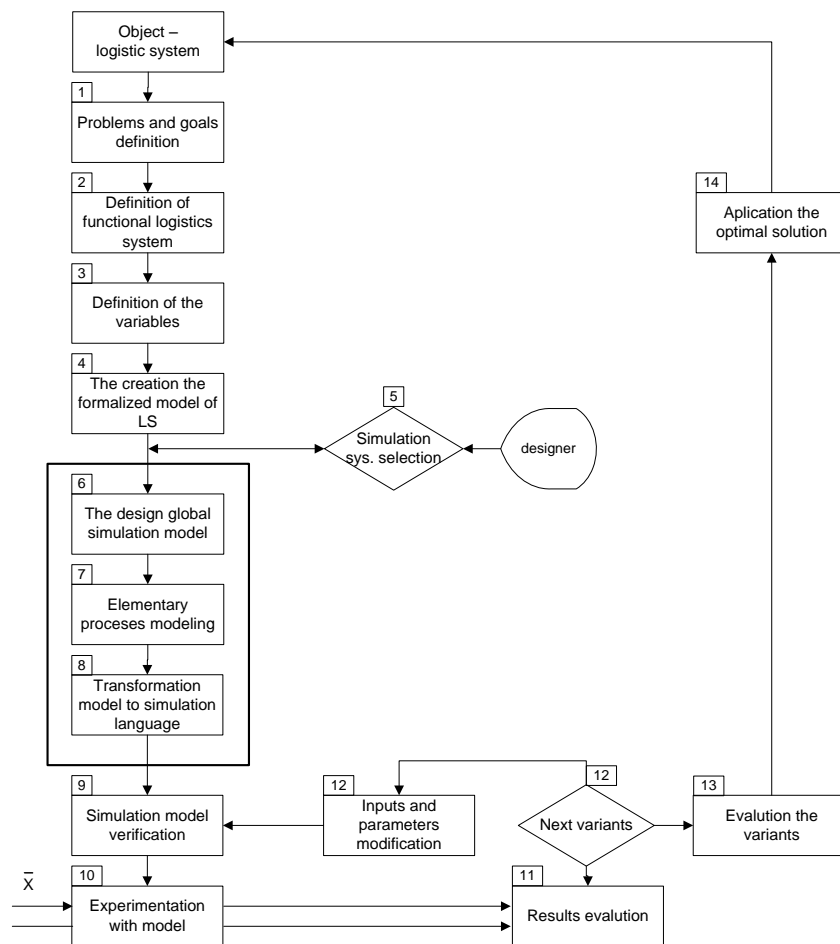 Object –
logistic system
1
Problems and goals
definition
2
Definition of
functional logistics
system
14
Aplication the
optimal solution
3
Definition of the
variables
4
The creation the
formalized model of
LS
5
Simulation
sys. selection
designer
6
The design global
simulation model
7
Elementary
proceses modeling
8
Transformation
model to simulation
language
9
Simulation model
verification
12
Inputs and
parameters
modification
12
Next variants
13
Evalution the
variants
X̅
10
Experimentation
with model
11
Results evaluation